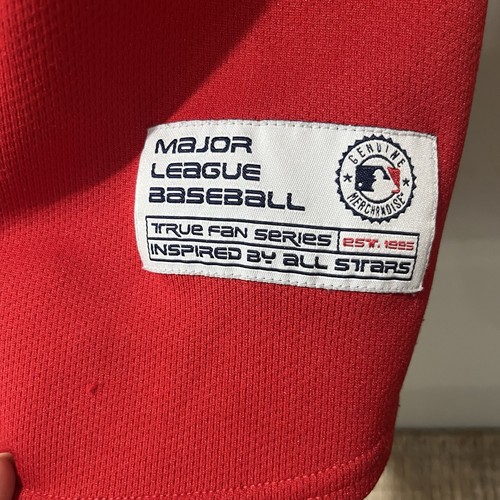 MAJOR
LEAGUE
BASEBALL
GENUINE
MERCHANDISE
TRUE FAN SERIES
EST. 1995
INSPIRED BY ALL STARS